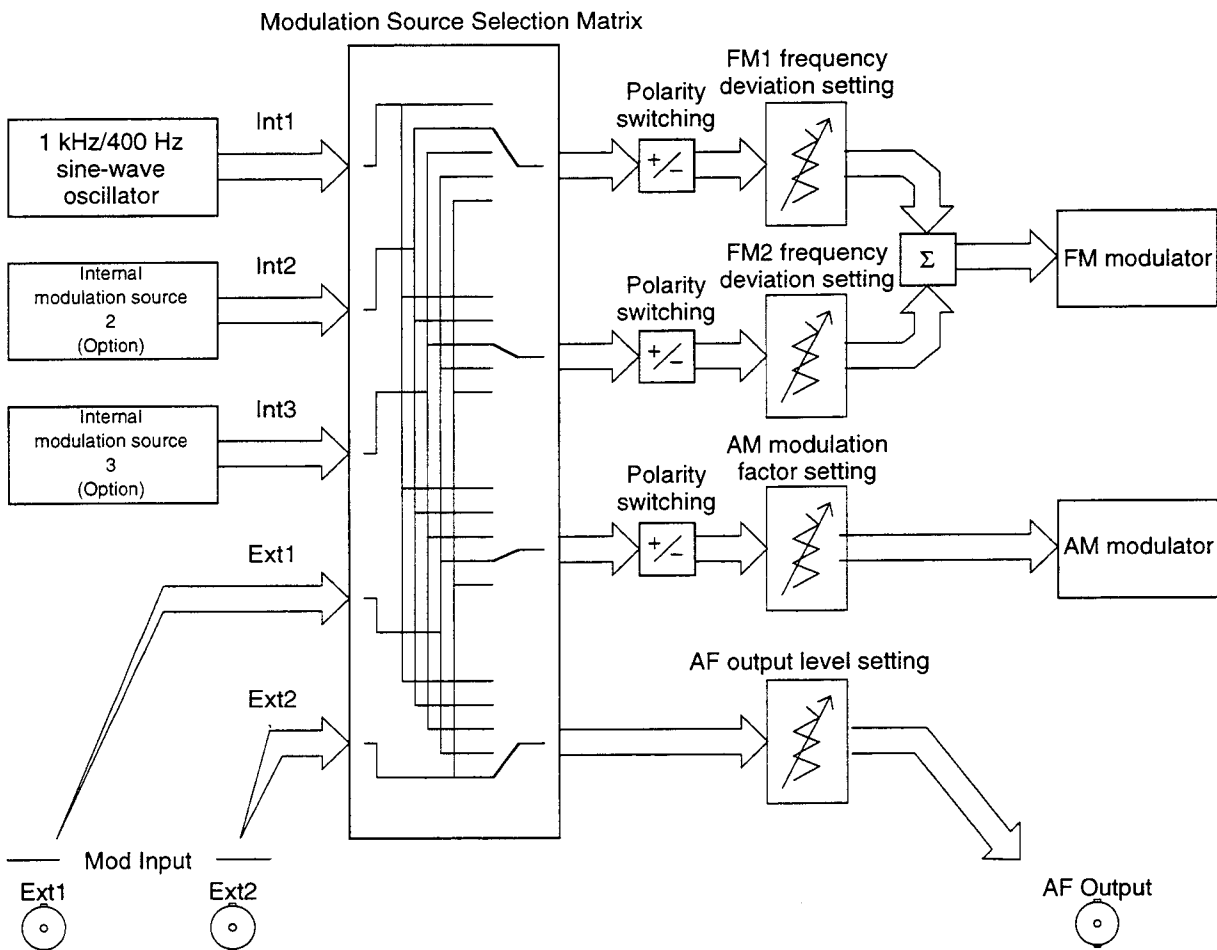 Modulation Source Selection Matrix
1 kHz/400 Hz
sine-wave
oscillator
Int1
Internal
modulation source
2
(Option)
Int2
Internal
modulation source
3
(Option)
Int3
Ext1
Ext2
Polarity
switching
+/−
FM1 frequency
deviation setting
Polarity
switching
+/−
FM2 frequency
deviation setting
Σ
FM modulator
Polarity
switching
+/−
AM modulation
factor setting
AM modulator
AF output level setting
Mod Input
Ext1
Ext2
AF Output